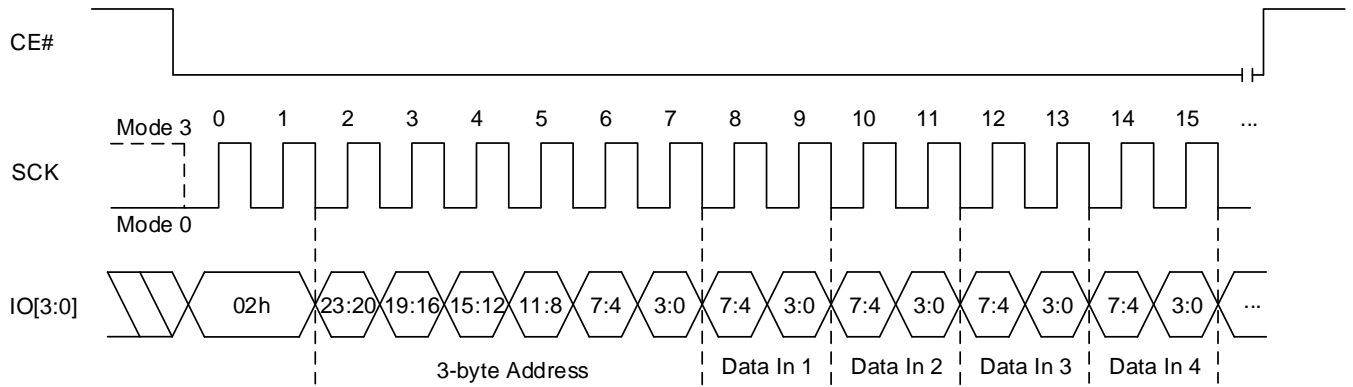 CE#
Mode 3
0 1 2 3 4 5 6 7 8 9 10 11 12 13 14 15 ...
SCK
Mode 0
IO[3:0] 02h 23:20 19:16 15:12 11:8 7:4 3:0 7:4 3:0 7:4 3:0 7:4 3:0 7:4 3:0 ...
3-byte Address Data In 1 Data In 2 Data In 3 Data In 4